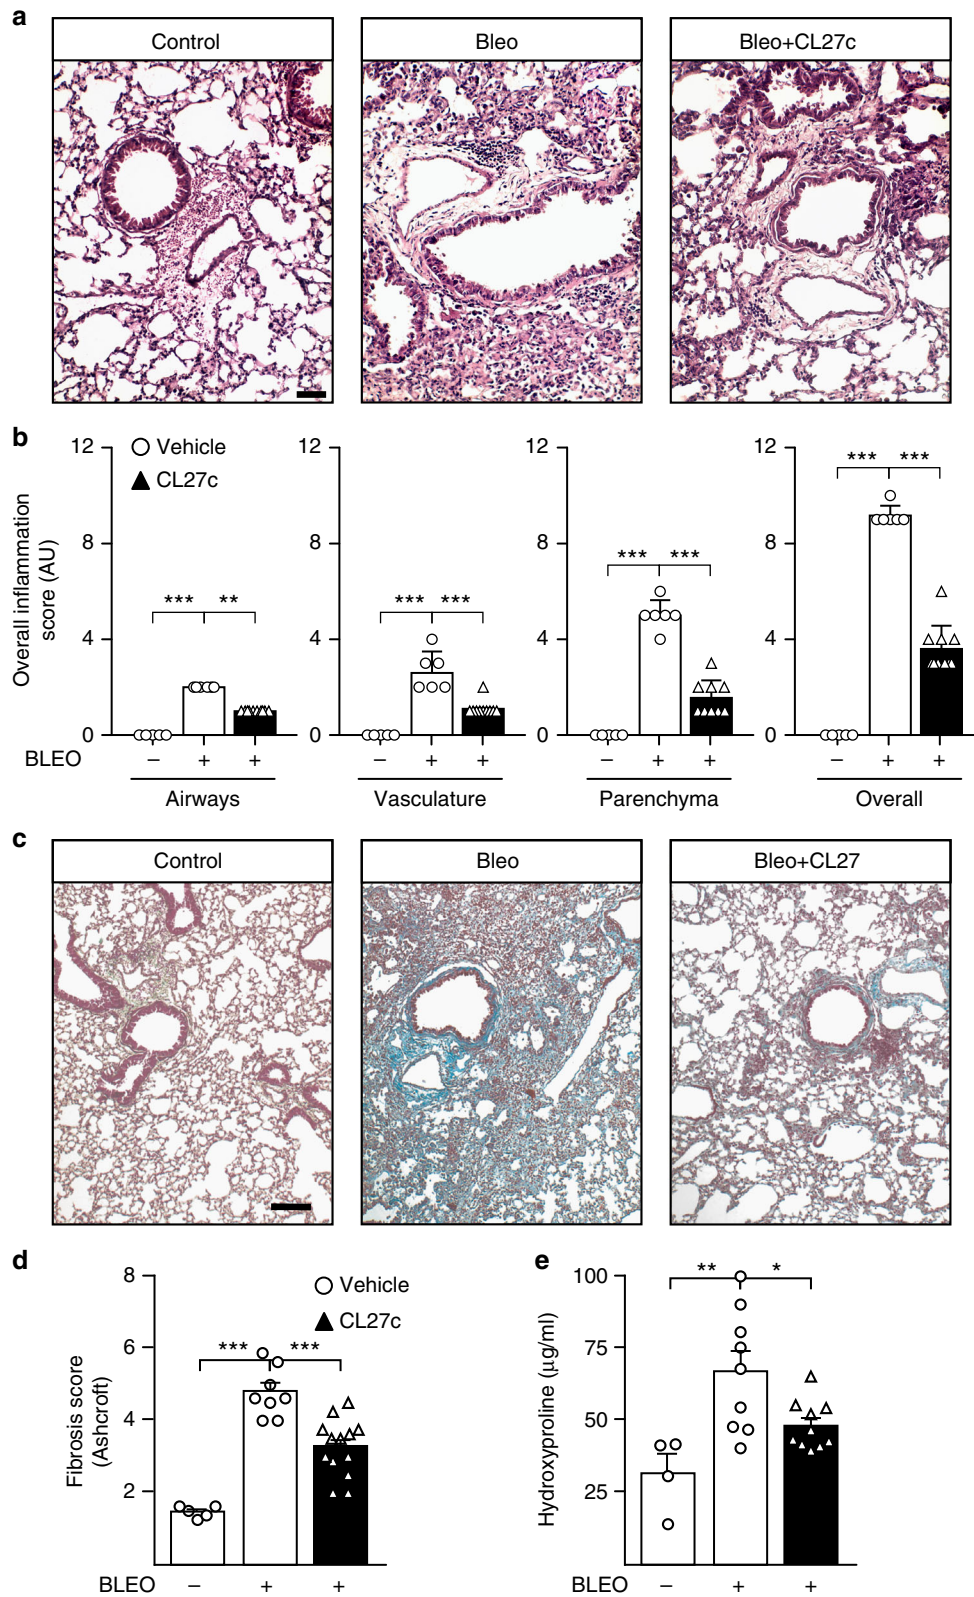 a
Control
Bleo
Bleo+CL27c
b
Overall inflammation
score (AU)
Vehicle
CL27c
12
8
4
0
*** **
12
8
4
0
*** ***
12
8
4
0
*** ***
12
8
4
0
*** ***
BLEO − + + − + + − + + − + +
Airways
Vasculature
Parenchyma
Overall
c
Control
Bleo
Bleo+CL27
d
Fibrosis score
(Ashcroft)
8
6
4
2
Vehicle
CL27c
*** ***
BLEO − + +
e
Hydroxyproline (μg/ml)
100
75
50
25
** *
BLEO − + +